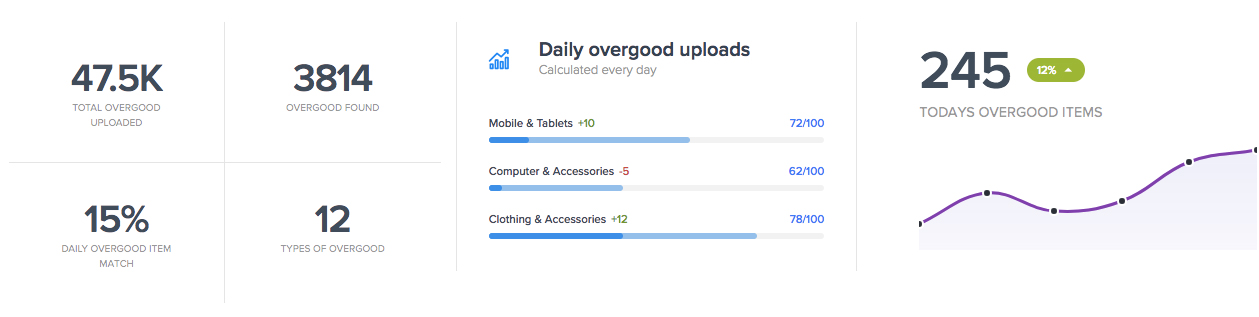 47.5K
TOTAL OVERGOOD
UPLOADED
3814
OVERGOOD FOUND
15%
DAILY OVERGOOD ITEM
MATCH
12
TYPES OF OVERGOOD
Daily overgood uploads
Calculated every day
Mobile & Tablets +10 72/100
Computer & Accessories -5 62/100
Clothing & Accessories +12 78/100
245 12%
TODAYS OVERGOOD ITEMS